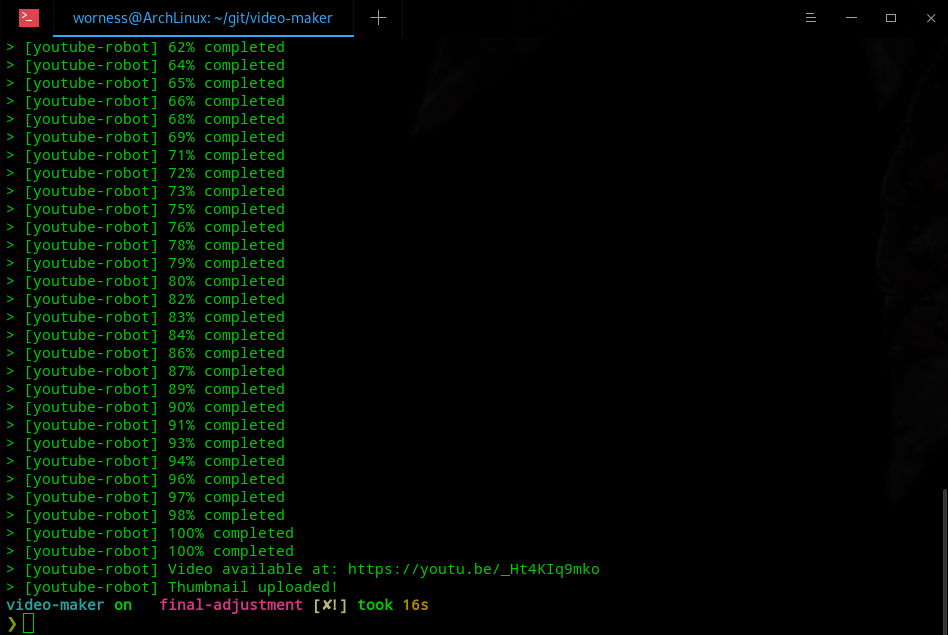 >_ worness@ArchLinux: ~/git/video-maker
> [youtube-robot] 62% completed
> [youtube-robot] 64% completed
> [youtube-robot] 65% completed
> [youtube-robot] 66% completed
> [youtube-robot] 68% completed
> [youtube-robot] 69% completed
> [youtube-robot] 71% completed
> [youtube-robot] 72% completed
> [youtube-robot] 73% completed
> [youtube-robot] 75% completed
> [youtube-robot] 76% completed
> [youtube-robot] 78% completed
> [youtube-robot] 79% completed
> [youtube-robot] 80% completed
> [youtube-robot] 82% completed
> [youtube-robot] 83% completed
> [youtube-robot] 84% completed
> [youtube-robot] 86% completed
> [youtube-robot] 87% completed
> [youtube-robot] 89% completed
> [youtube-robot] 90% completed
> [youtube-robot] 91% completed
> [youtube-robot] 93% completed
> [youtube-robot] 94% completed
> [youtube-robot] 96% completed
> [youtube-robot] 97% completed
> [youtube-robot] 98% completed
> [youtube-robot] 100% completed
> [youtube-robot] 100% completed
> [youtube-robot] Video available at: https://youtu.be/_Ht4KIq9mko
> [youtube-robot] Thumbnail uploaded!
video-maker on final-adjustment [✘!] took 16s
❯